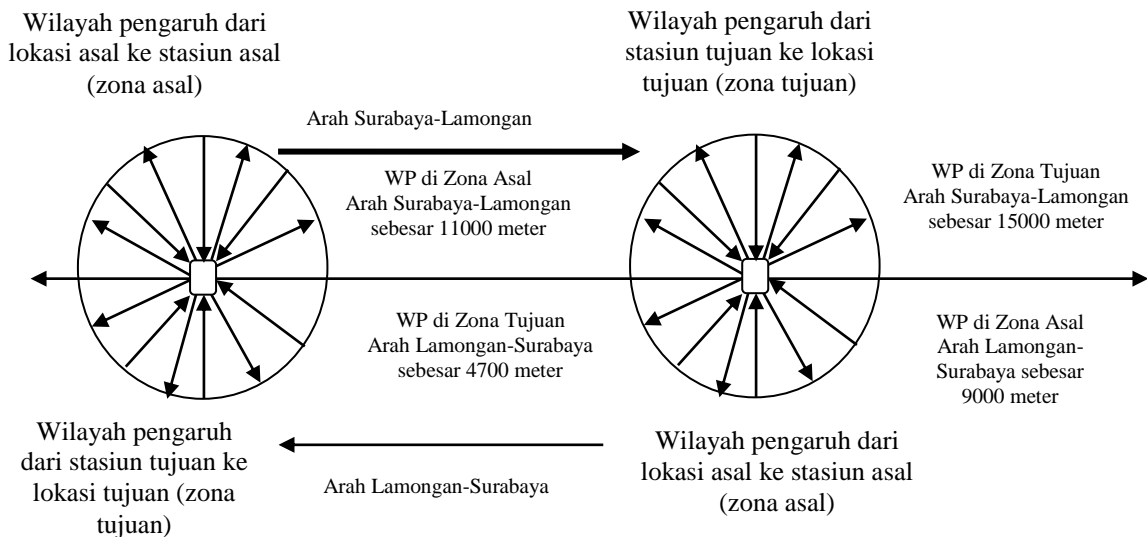 Wilayah pengaruh dari
lokasi asal ke stasiun asal
(zona asal)
Wilayah pengaruh dari
stasiun tujuan ke lokasi
tujuan (zona tujuan)
Arah Surabaya-Lamongan
WP di Zona Asal
Arah Surabaya-Lamongan
sebesar 11000 meter
WP di Zona Tujuan
Arah Surabaya-Lamongan
sebesar 15000 meter
WP di Zona Tujuan
Arah Lamongan-Surabaya
sebesar 4700 meter
WP di Zona Asal
Arah Lamongan-
Surabaya sebesar
9000 meter
Wilayah pengaruh
dari stasiun tujuan ke
lokasi tujuan (zona
tujuan)
Arah Lamongan-Surabaya
Wilayah pengaruh dari
lokasi asal ke stasiun asal
(zona asal)